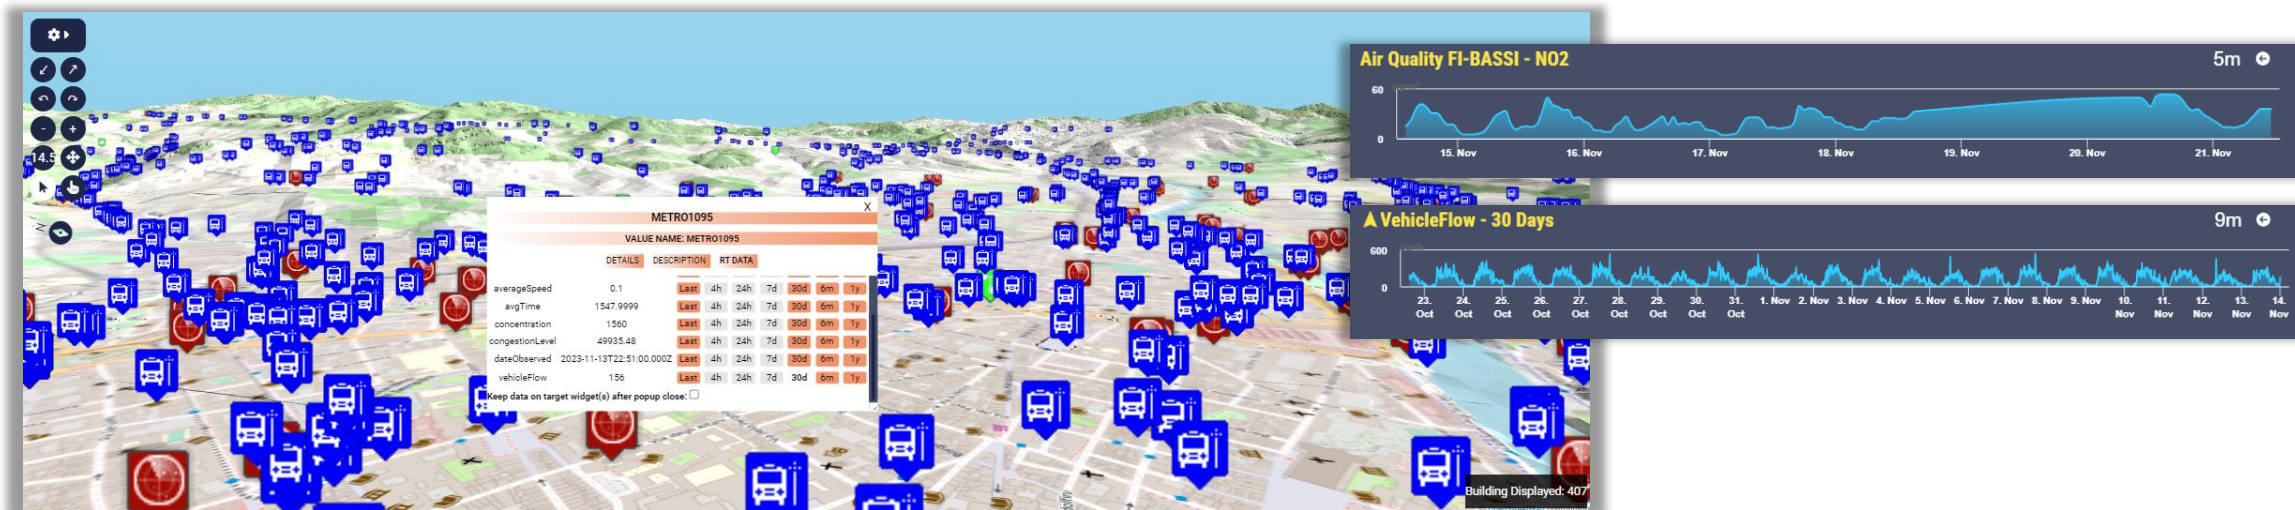 14.5
-
+
N
X
METRO1095
VALUE NAME: METRO1095
DETAILS DESCRIPTION RT DATA
averageSpeed 0.1 Last 4h 24h 7d 30d 6m 1y
avgTime 1547.9999 Last 4h 24h 7d 30d 6m 1y
concentration 1560 Last 4h 24h 7d 30d 6m 1y
congestionLevel 49935.48 Last 4h 24h 7d 30d 6m 1y
dateObserved 2023-11-13T22:51:00.000Z Last 4h 24h 7d 30d 6m 1y
vehicleFlow 156 Last 4h 24h 7d 30d 6m 1y
Keep data on target widget(s) after popup close:
Building Displayed: 407
Air Quality FI-BASSI - NO2 5m
60
0
15. Nov 16. Nov 17. Nov 18. Nov 19. Nov 20. Nov 21. Nov
VehicleFlow - 30 Days 9m
600
0
23. Oct 24. Oct 25. Oct 26. Oct 27. Oct 28. Oct 29. Oct 30. Oct 31. Oct 1. Nov 2. Nov 3. Nov 4. Nov 5. Nov 6. Nov 7. Nov 8. Nov 9. Nov 10. Nov 11. Nov 12. Nov 13. Nov 14. Nov